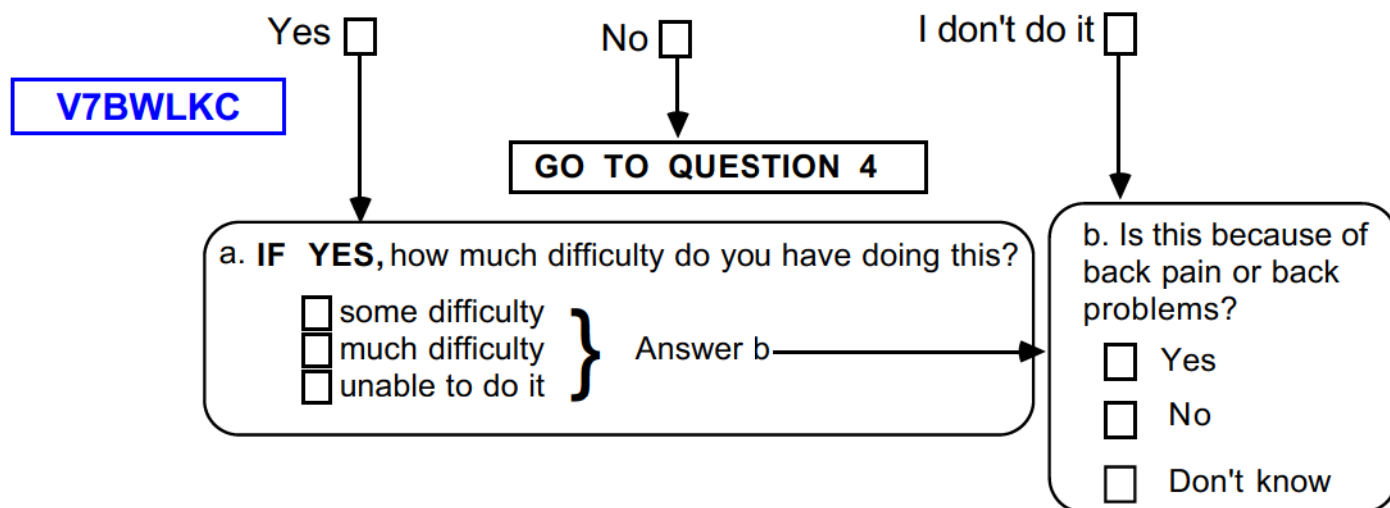 Yes
No
I don't do it
V7BWLKC
GO TO QUESTION 4
a. IF YES, how much difficulty do you have doing this?
some difficulty
much difficulty
unable to do it
} Answer b
b. Is this because of
back pain or back
problems?
Yes
No
Don't know